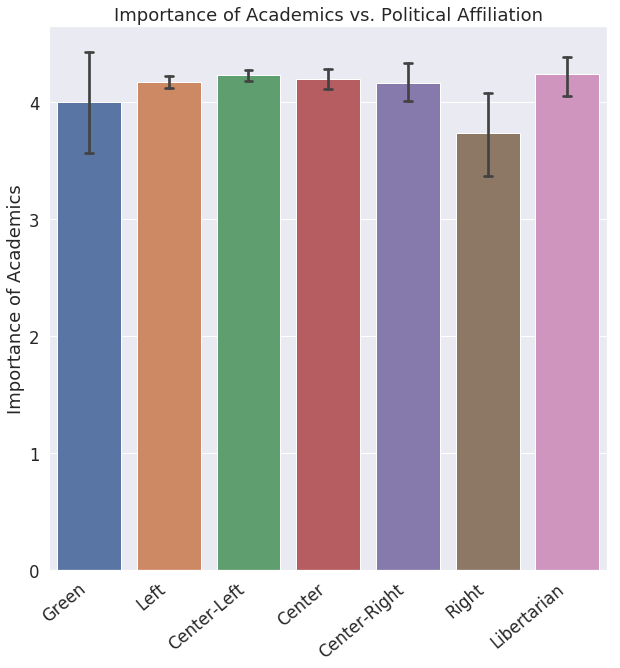 Importance of Academics vs. Political Affiliation
Importance of Academics
4
3
2
1
0
Green
Left
Center-Left
Center
Center-Right
Right
Libertarian